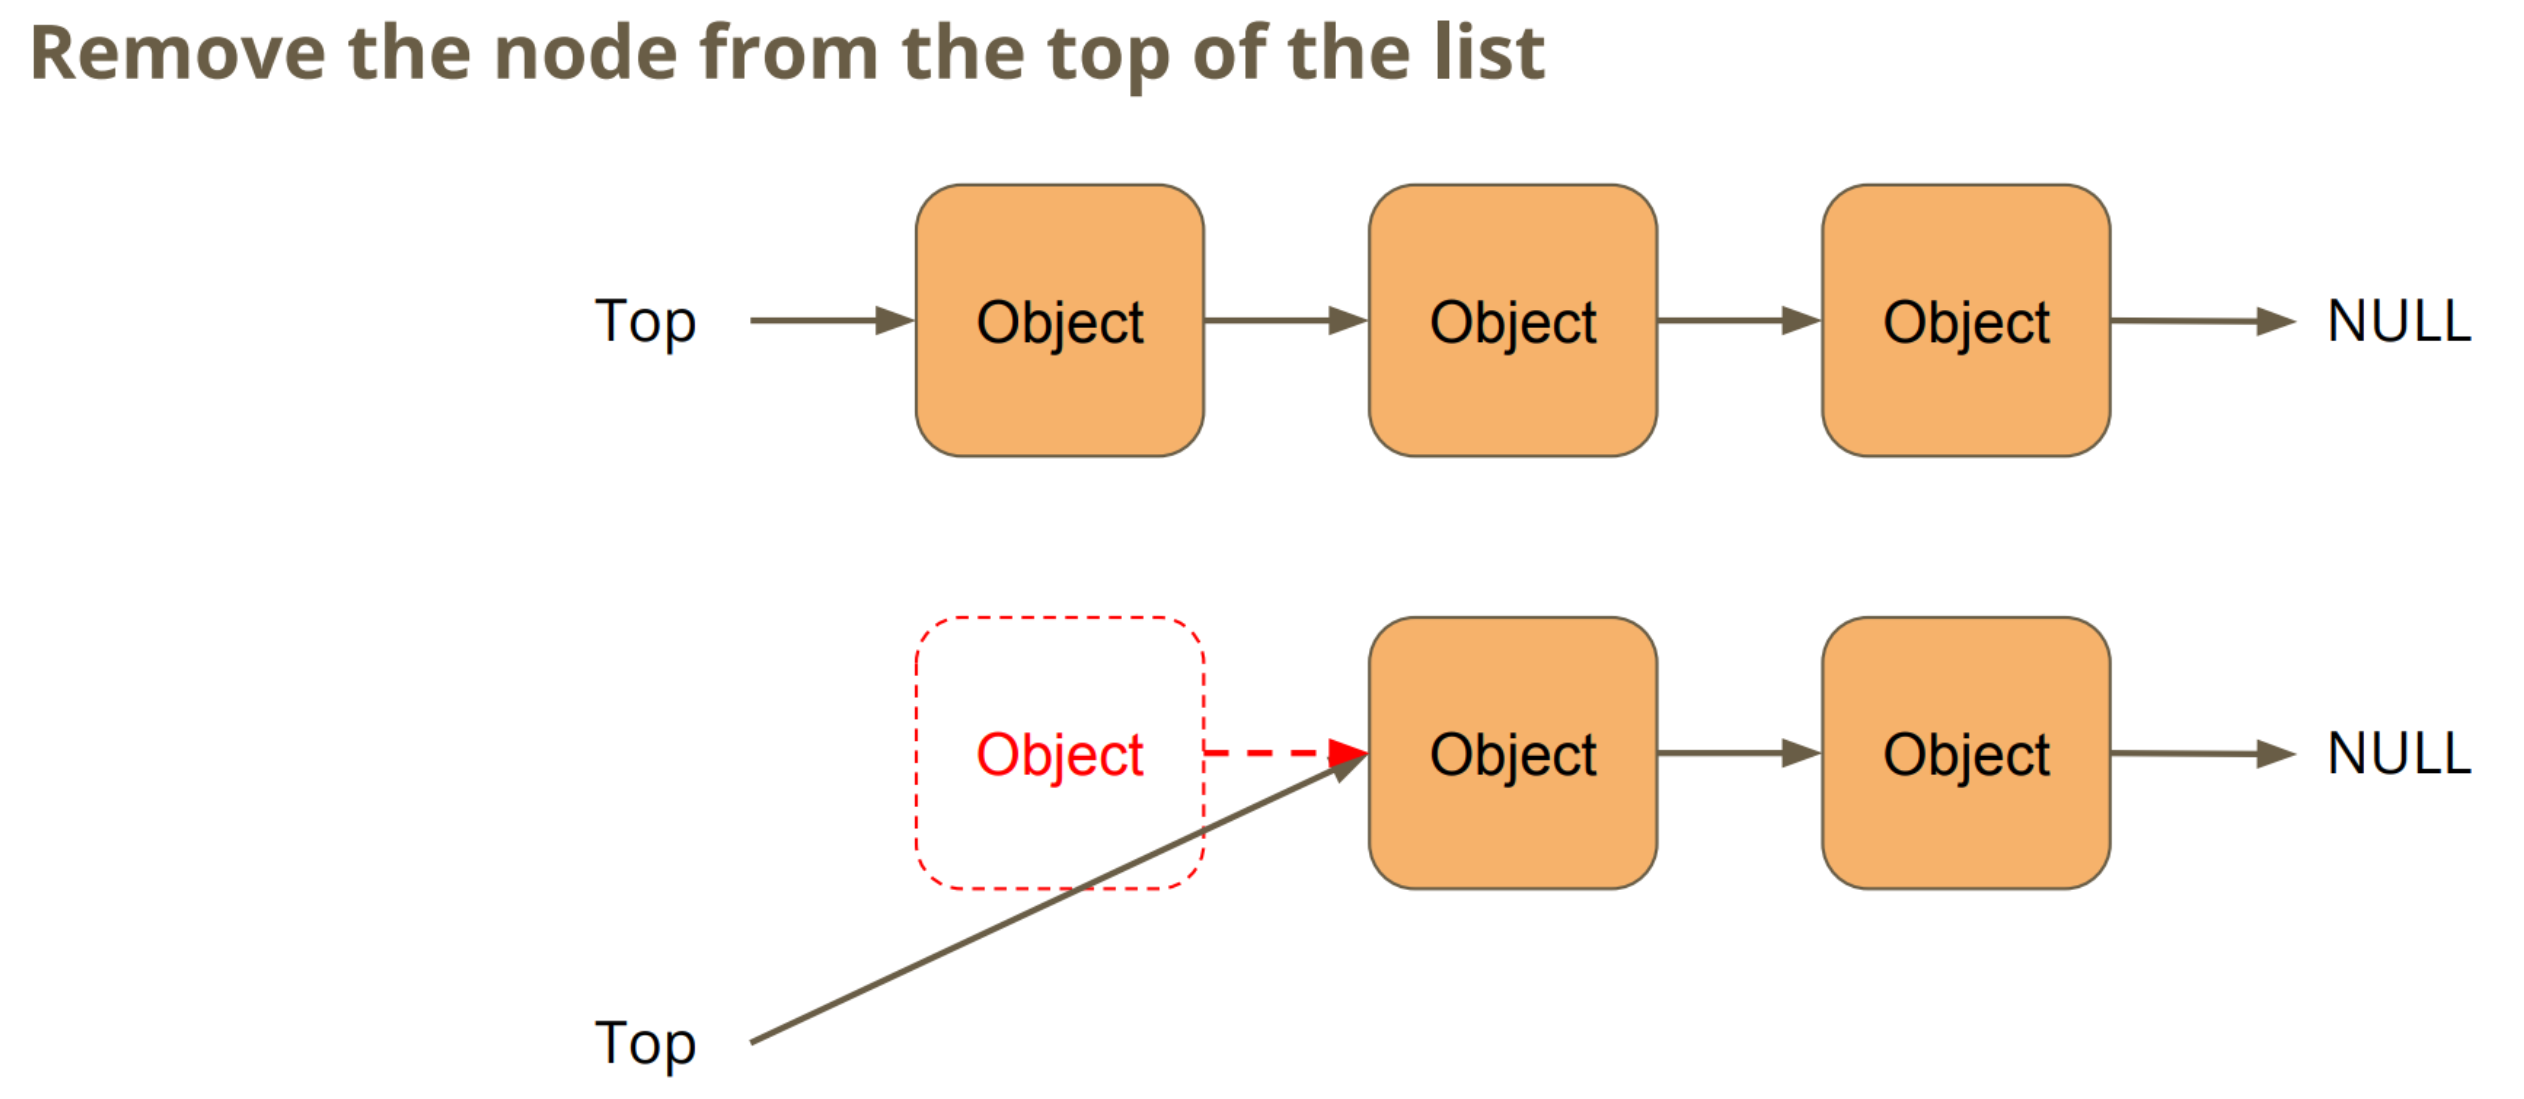 Remove the node from the top of the list
Top Object Object Object NULL
Object Object Object NULL
Top